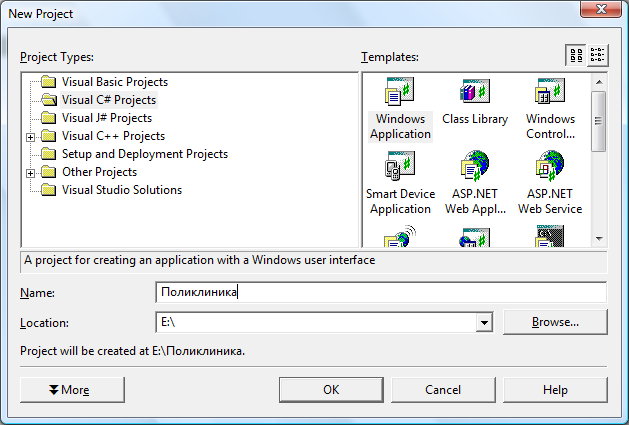 New Project
Project Types:
Templates:
Visual Basic Projects
Visual C# Projects
Visual J# Projects
Visual C++ Projects
Setup and Deployment Projects
Other Projects
Visual Studio Solutions
Windows
Application
Class Library
Windows
Control...
Smart Device
Application
ASP.NET
Web Appl...
ASP.NET
Web Service
A project for creating an application with a Windows user interface
Name:
Поликлиника
Location:
E:\
Browse...
Project will be created at E:\Поликлиника.
More
OK
Cancel
Help